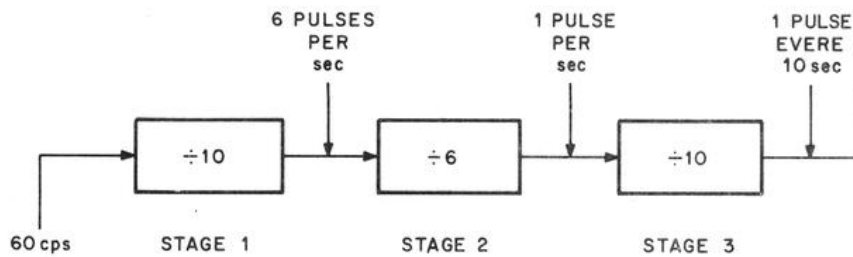 6 PULSES
PER
sec
1 PULSE
PER
sec
1 PULSE
EVERE
10 sec
÷10
÷6
÷10
60 cps
STAGE 1
STAGE 2
STAGE 3